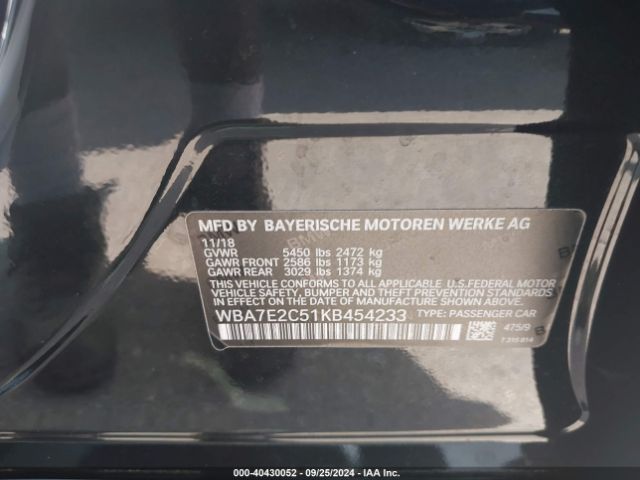 MFD BY BAYERISCHE MOTOREN WERKE AG
11/18
GVWR 5450 lbs 2472 kg
GAWR FRONT 2586 lbs 1173 kg
GAWR REAR 3029 lbs 1374 kg
THIS VEHICLE CONFORMS TO ALL APPLICABLE U.S.FEDERAL MOTOR
VEHICLE SAFETY, BUMPER AND THEFT PREVENTION STANDARDS
IN EFFECT ON THE DATE OF MANUFACTURE SHOWN ABOVE.
WBA7E2C51KB454233 TYPE: PASSENGER CAR
475/9
7 315 814
000-40430052 - 09/25/2024 - IAA Inc.